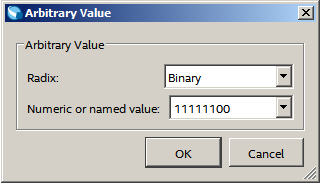 Arbitrary Value
Arbitrary Value
Radix: Binary
Numeric or named value: 11111100
OK Cancel